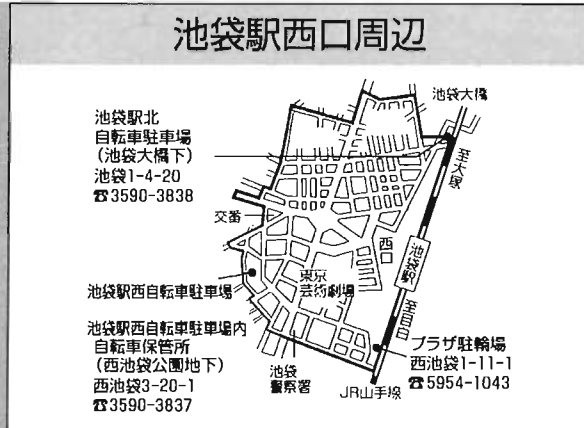 池袋駅西口周辺
池袋大橋
池袋駅北
自転車駐車場
(池袋大橋下)
池袋1-4-20
☎3590-3838
至大塚
交番
西口
池袋駅
東京
芸術劇場
池袋駅西自転車駐車場
至目白
池袋駅西自転車駐車場内
自転車保管所
(西池袋公園地下)
西池袋3-20-1
☎3590-3837
池袋
警察署
JR山手線
プラザ駐輪場
西池袋1-11-1
☎5954-1043